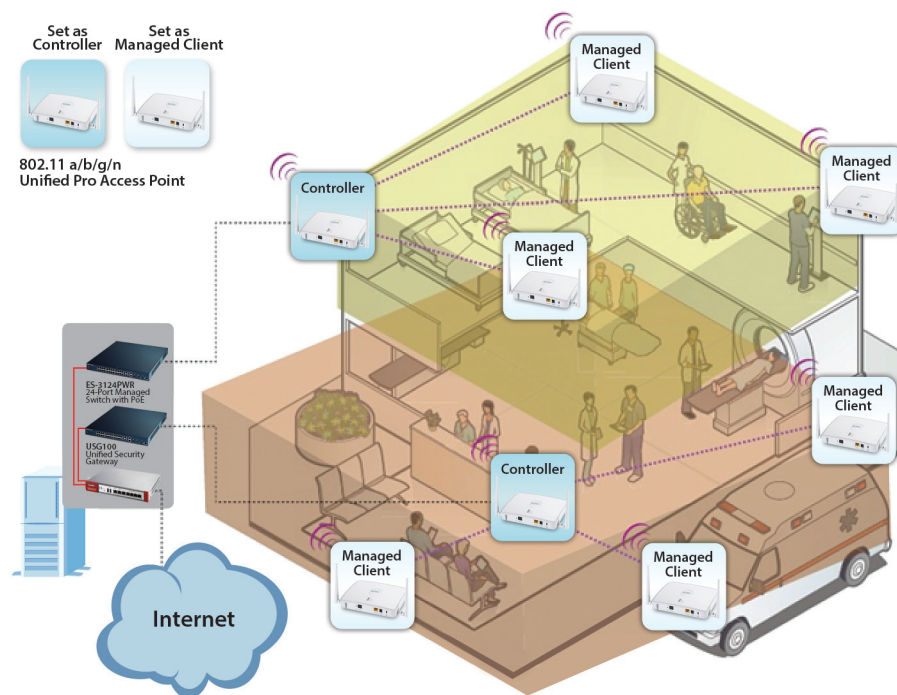 Set as
Controller
Set as
Managed Client
802.11 a/b/g/n
Unified Pro Access Point
Managed
Client
Managed
Client
Controller
Managed
Client
ES-3124PWR
24-Port Managed
Switch with PoE
USG100
Unified Security
Gateway
Managed
Client
Controller
Managed
Client
Managed
Client
Internet